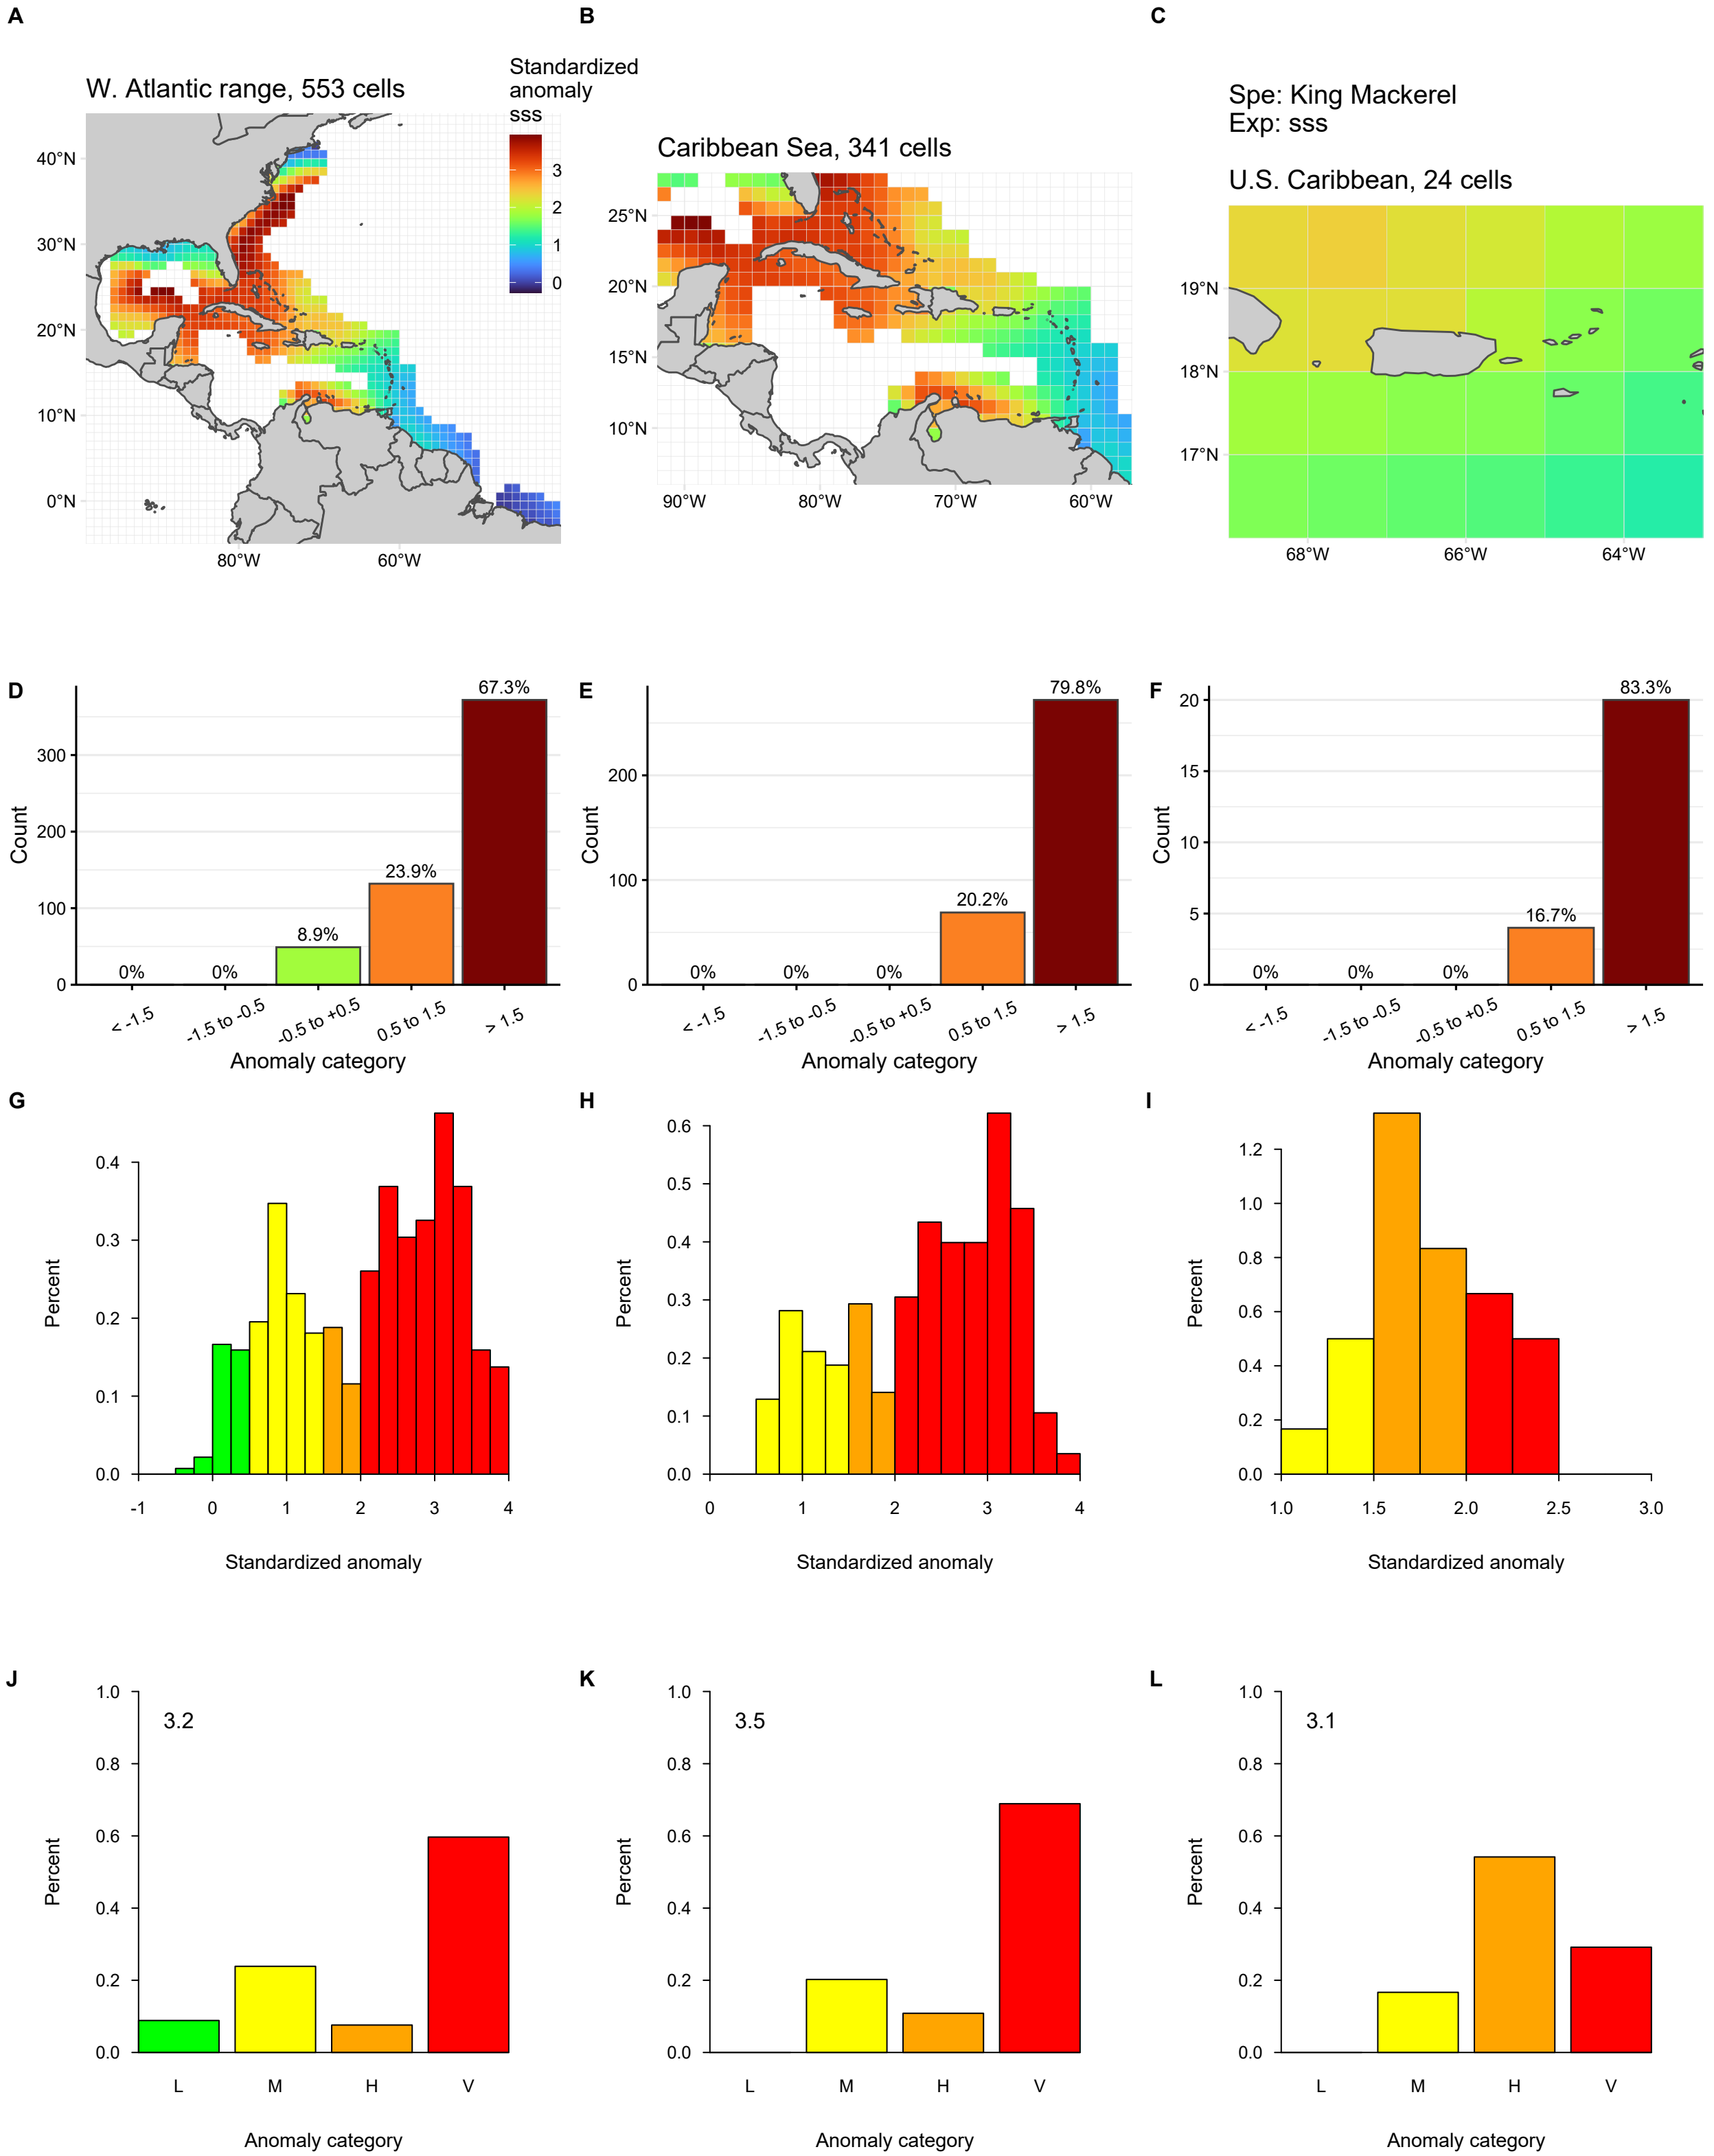 A
B
C
W. Atlantic range, 553 cells
Standardized
anomaly
sss
3
2
1
0
40°N
30°N
20°N
10°N
0°N
80°W
60°W
Caribbean Sea, 341 cells
25°N
20°N
15°N
10°N
90°W
80°W
70°W
60°W
Spe: King Mackerel
Exp: sss
U.S. Caribbean, 24 cells
19°N
18°N
17°N
68°W
66°W
64°W
D
Count
300
200
100
0
0%
0%
8.9%
23.9%
67.3%
< -1.5
-1.5 to -0.5
-0.5 to +0.5
0.5 to 1.5
> 1.5
Anomaly category
E
Count
200
100
0
0%
0%
0%
20.2%
79.8%
< -1.5
-1.5 to -0.5
-0.5 to +0.5
0.5 to 1.5
> 1.5
Anomaly category
F
Count
20
15
10
5
0
0%
0%
0%
16.7%
83.3%
< -1.5
-1.5 to -0.5
-0.5 to +0.5
0.5 to 1.5
> 1.5
Anomaly category
G
Percent
0.4
0.3
0.2
0.1
0.0
-1 0 1 2 3 4
Standardized anomaly
H
Percent
0.6
0.5
0.4
0.3
0.2
0.1
0.0
0 1 2 3 4
Standardized anomaly
I
Percent
1.2
1.0
0.8
0.6
0.4
0.2
0.0
1.0 1.5 2.0 2.5 3.0
Standardized anomaly
J
3.2
Percent
1.0
0.8
0.6
0.4
0.2
0.0
L M H V
Anomaly category
K
3.5
Percent
1.0
0.8
0.6
0.4
0.2
0.0
L M H V
Anomaly category
L
3.1
Percent
1.0
0.8
0.6
0.4
0.2
0.0
L M H V
Anomaly category